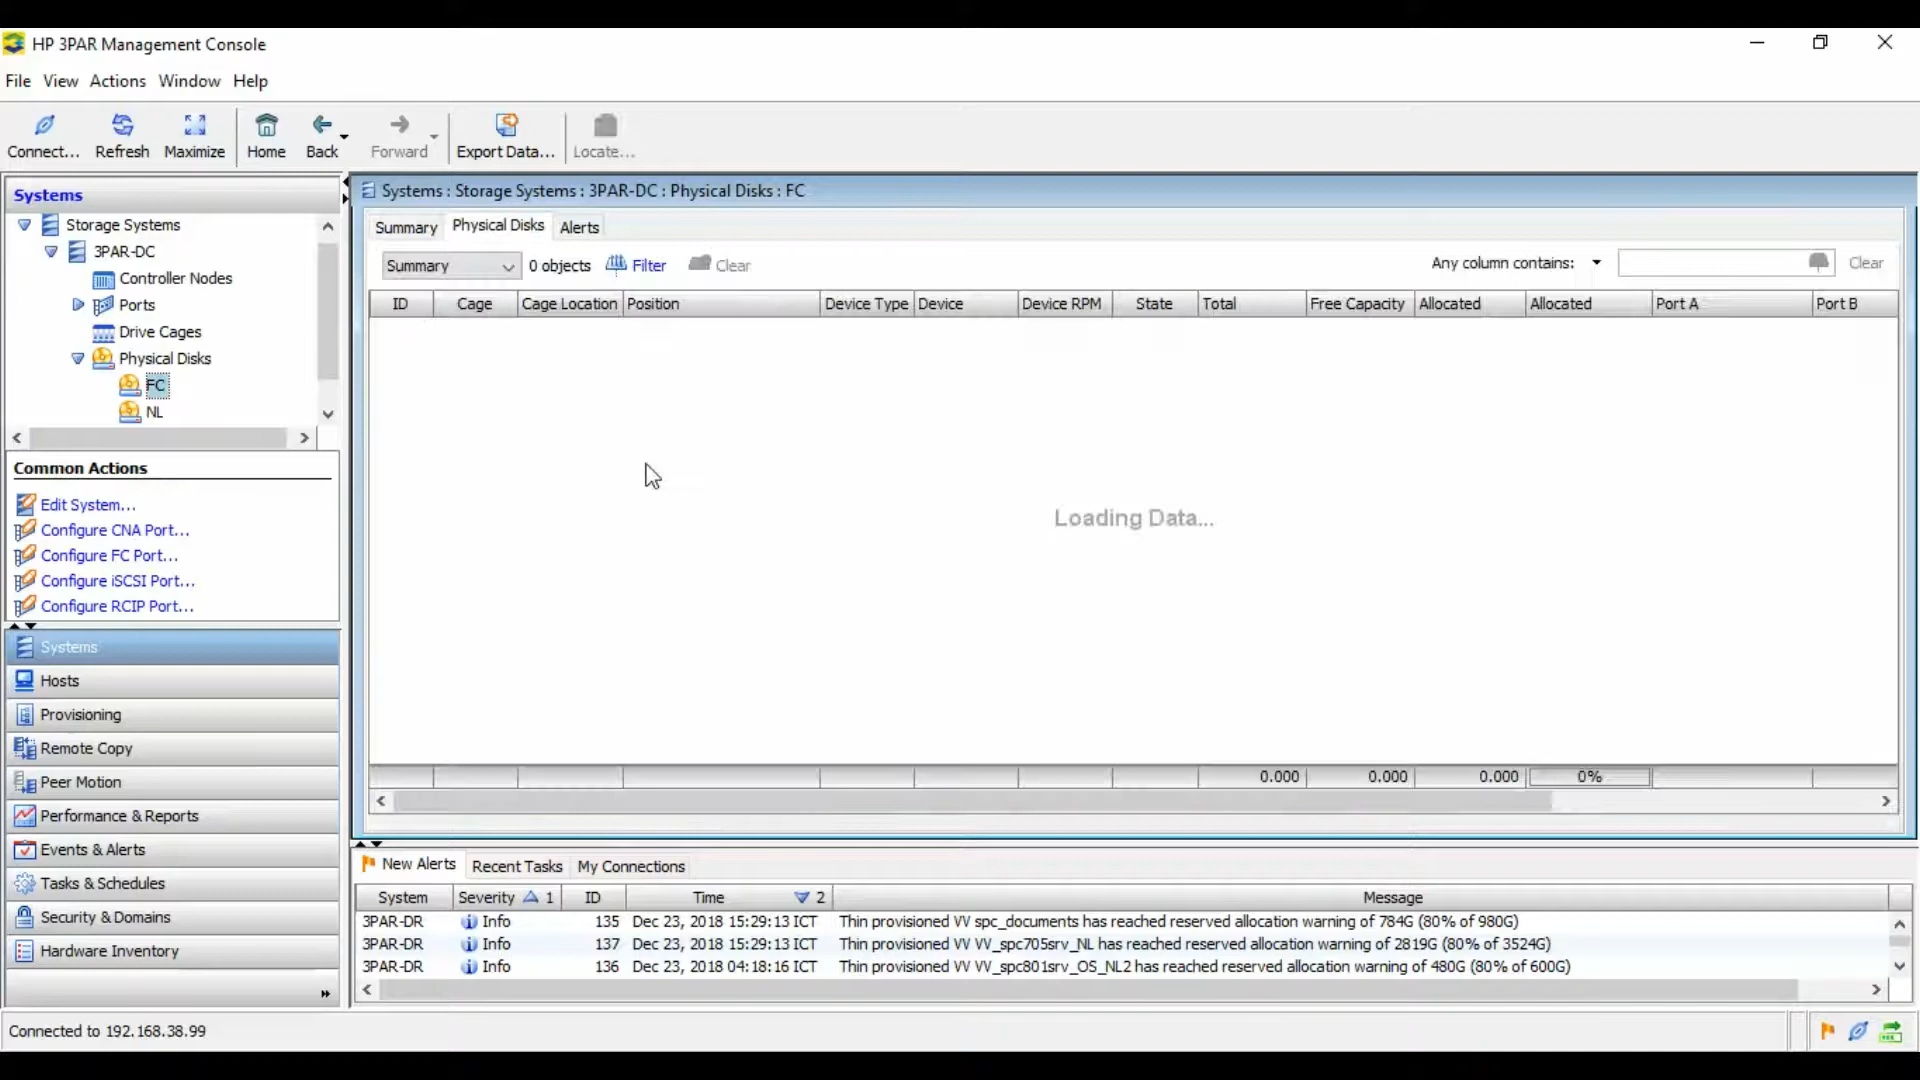 HP 3PAR Management Console
File View Actions Window Help
Connect... Refresh Maximize Home Back Forward Export Data... Locate...
Systems
Storage Systems
3PAR-DC
Controller Nodes
Ports
Drive Cages
Physical Disks
FC
NL
Common Actions
Edit System...
Configure CNA Port...
Configure FC Port...
Configure iSCSI Port...
Configure RCIP Port...
Systems
Hosts
Provisioning
Remote Copy
Peer Motion
Performance & Reports
Events & Alerts
Tasks & Schedules
Security & Domains
Hardware Inventory
Systems : Storage Systems : 3PAR-DC : Physical Disks : FC
Summary Physical Disks Alerts
Summary 0 objects Filter Clear Any column contains: Clear
ID Cage Cage Location Position Device Type Device Device RPM State Total Free Capacity Allocated Allocated Port A Port B
Loading Data...
0.000 0.000 0.000 0%
New Alerts Recent Tasks My Connections
System Severity 1 ID Time 2 Message
3PAR-DR Info 135 Dec 23, 2018 15:29:13 ICT Thin provisioned VV spc_documents has reached reserved allocation warning of 784G (80% of 980G)
3PAR-DR Info 137 Dec 23, 2018 15:29:13 ICT Thin provisioned VV VV_spc705srv_NL has reached reserved allocation warning of 2819G (80% of 3524G)
3PAR-DR Info 136 Dec 23, 2018 04:18:16 ICT Thin provisioned VV VV_spc801srv_OS_NL2 has reached reserved allocation warning of 480G (80% of 600G)
Connected to 192.168.38.99